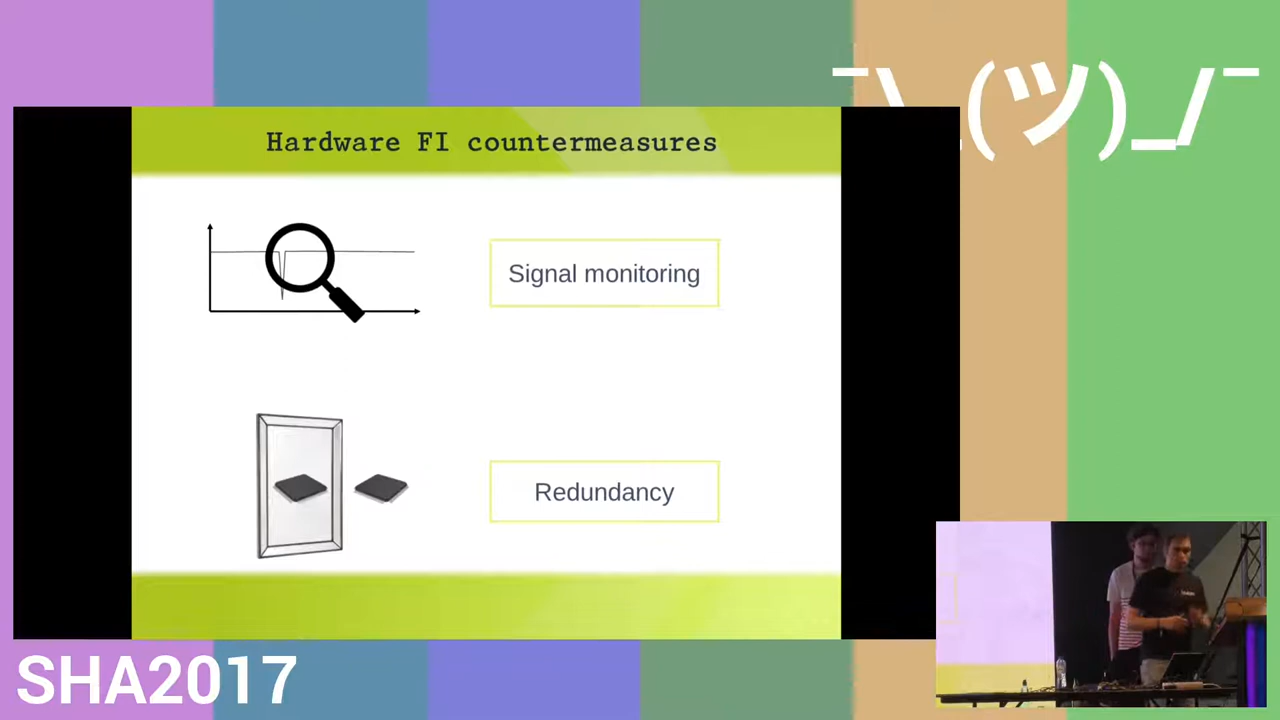 ¯\_(ツ)_/¯
Hardware FI countermeasures
Signal monitoring
Redundancy
SHA2017